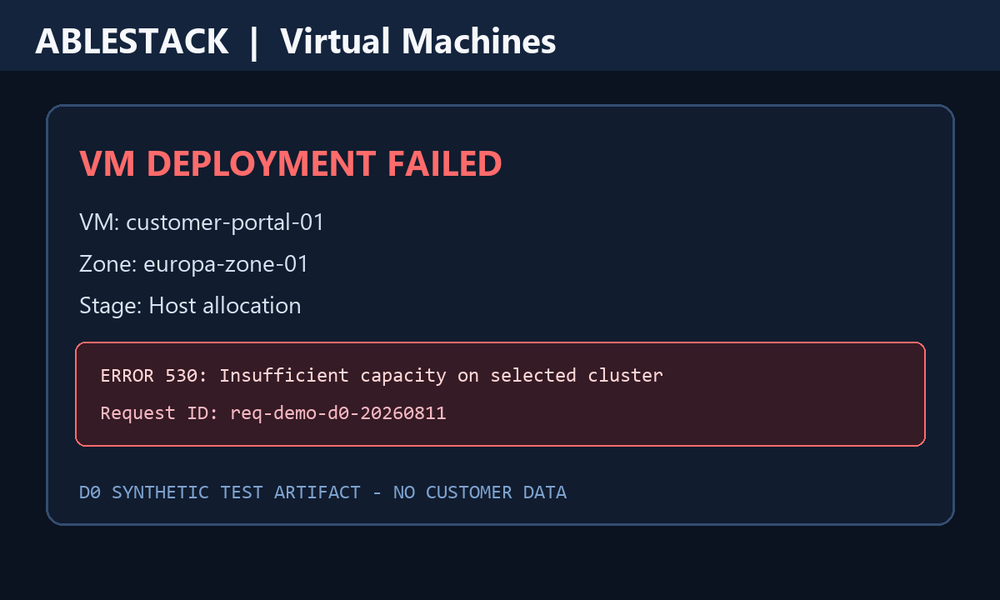 ABLESTACK | Virtual Machines
VM DEPLOYMENT FAILED
VM: customer-portal-01
Zone: europa-zone-01
Stage: Host allocation
ERROR 530: Insufficient capacity on selected cluster
Request ID: req-demo-d0-20260811
D0 SYNTHETIC TEST ARTIFACT - NO CUSTOMER DATA